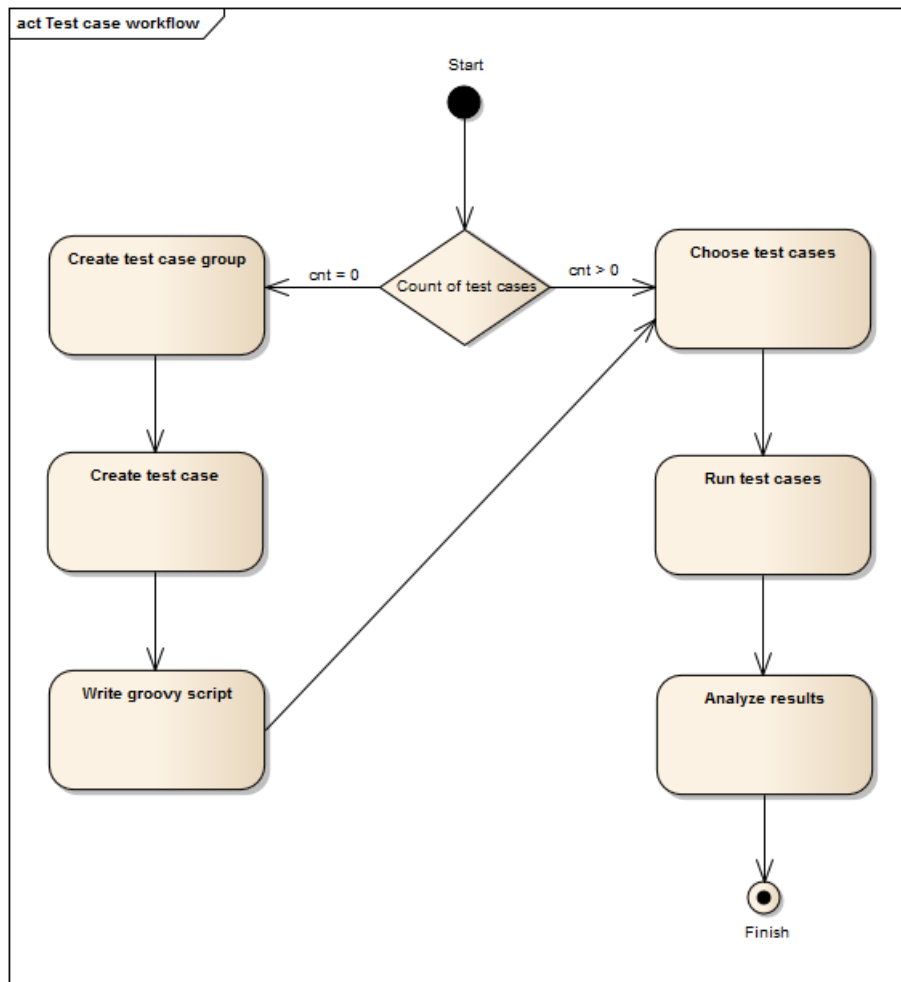 act Test case workflow
Start
Create test case group
cnt = 0
Count of test cases
cnt > 0
Choose test cases
Create test case
Run test cases
Write groovy script
Analyze results
Finish